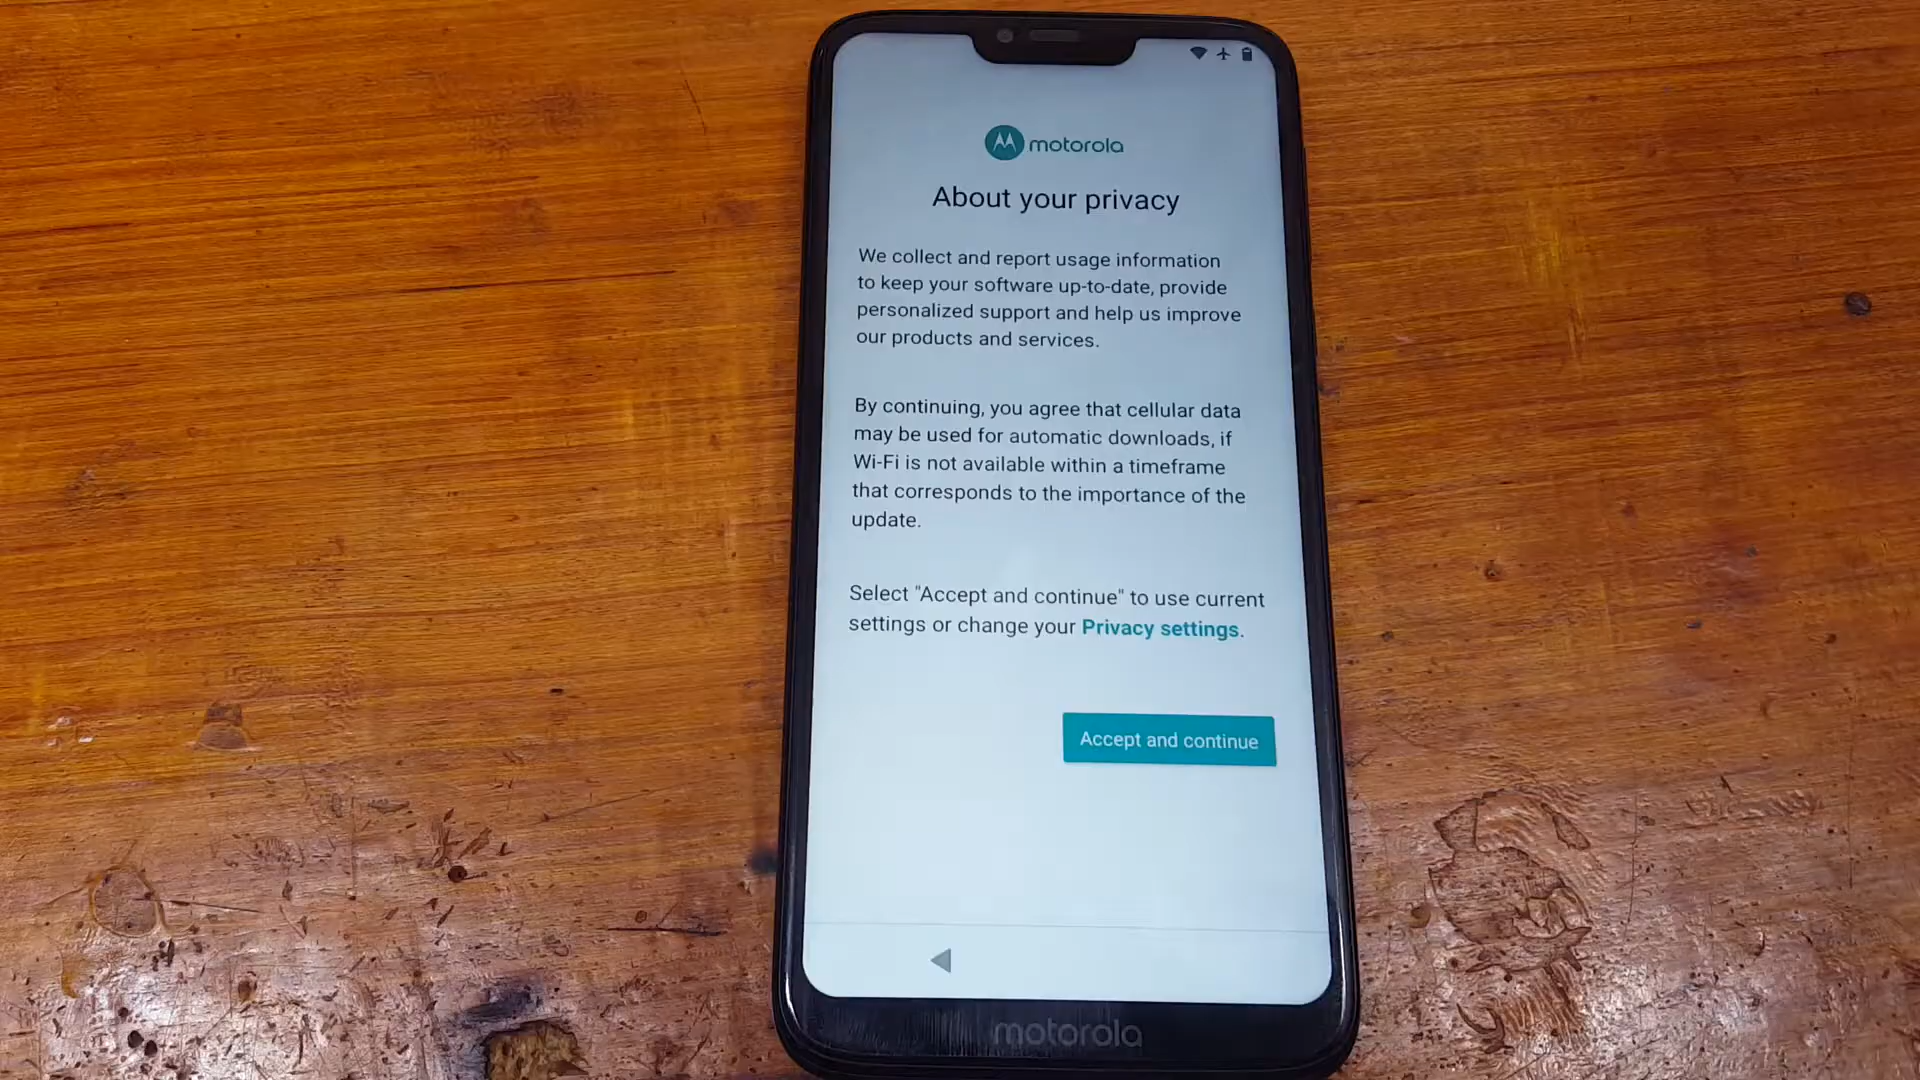 motorola
About your privacy
We collect and report usage information
to keep your software up-to-date, provide
personalized support and help us improve
our products and services.
By continuing, you agree that cellular data
may be used for automatic downloads, if
Wi-Fi is not available within a timeframe
that corresponds to the importance of the
update.
Select "Accept and continue" to use current
settings or change your Privacy settings.
Accept and continue
motorola